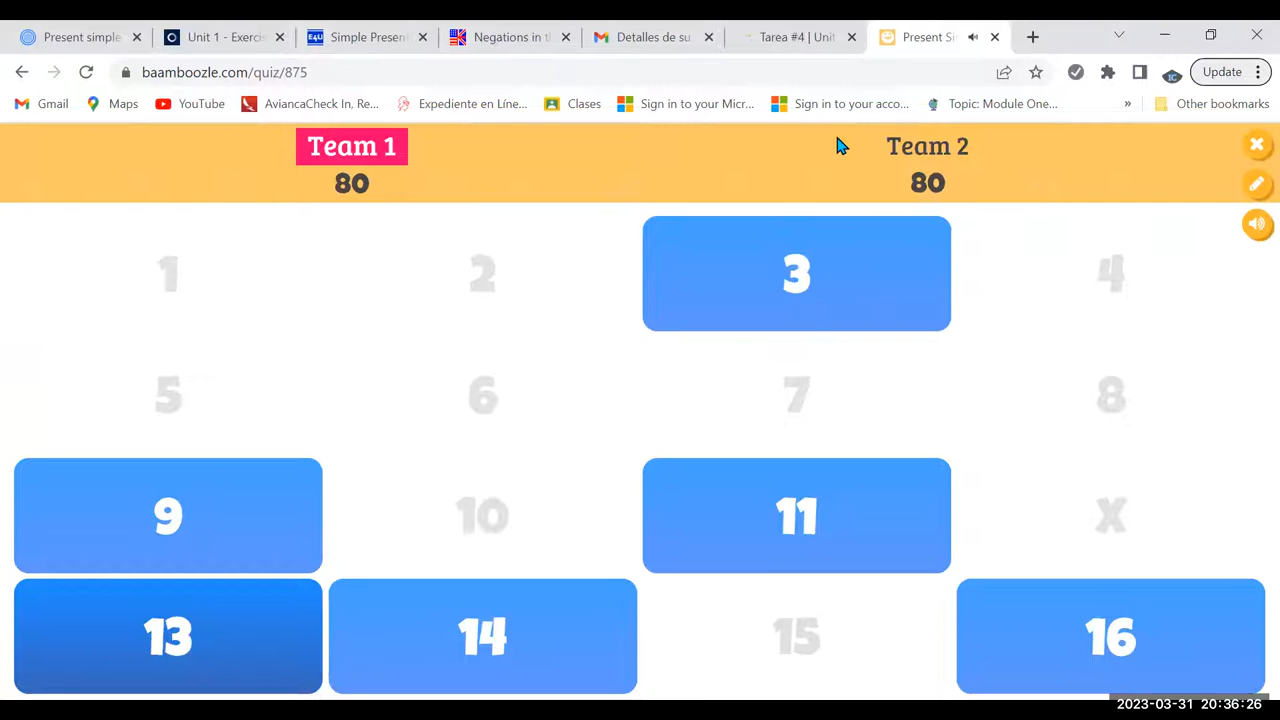 Present simple
Unit 1 - Exercis
Simple Present
Negations in th
Detalles de su
Tarea #4 | Unit
Present Si
baamboozle.com/quiz/875
Update
Gmail
Maps
YouTube
AviancaCheck In, Re...
Expediente en Líne...
Clases
Sign in to your Micr...
Sign in to your acco...
Topic: Module One...
»
Other bookmarks
Team 1
Team 2
80
80
1
2
3
4
5
6
7
8
9
10
11
X
13
14
15
16
2023-03-31 20:36:26